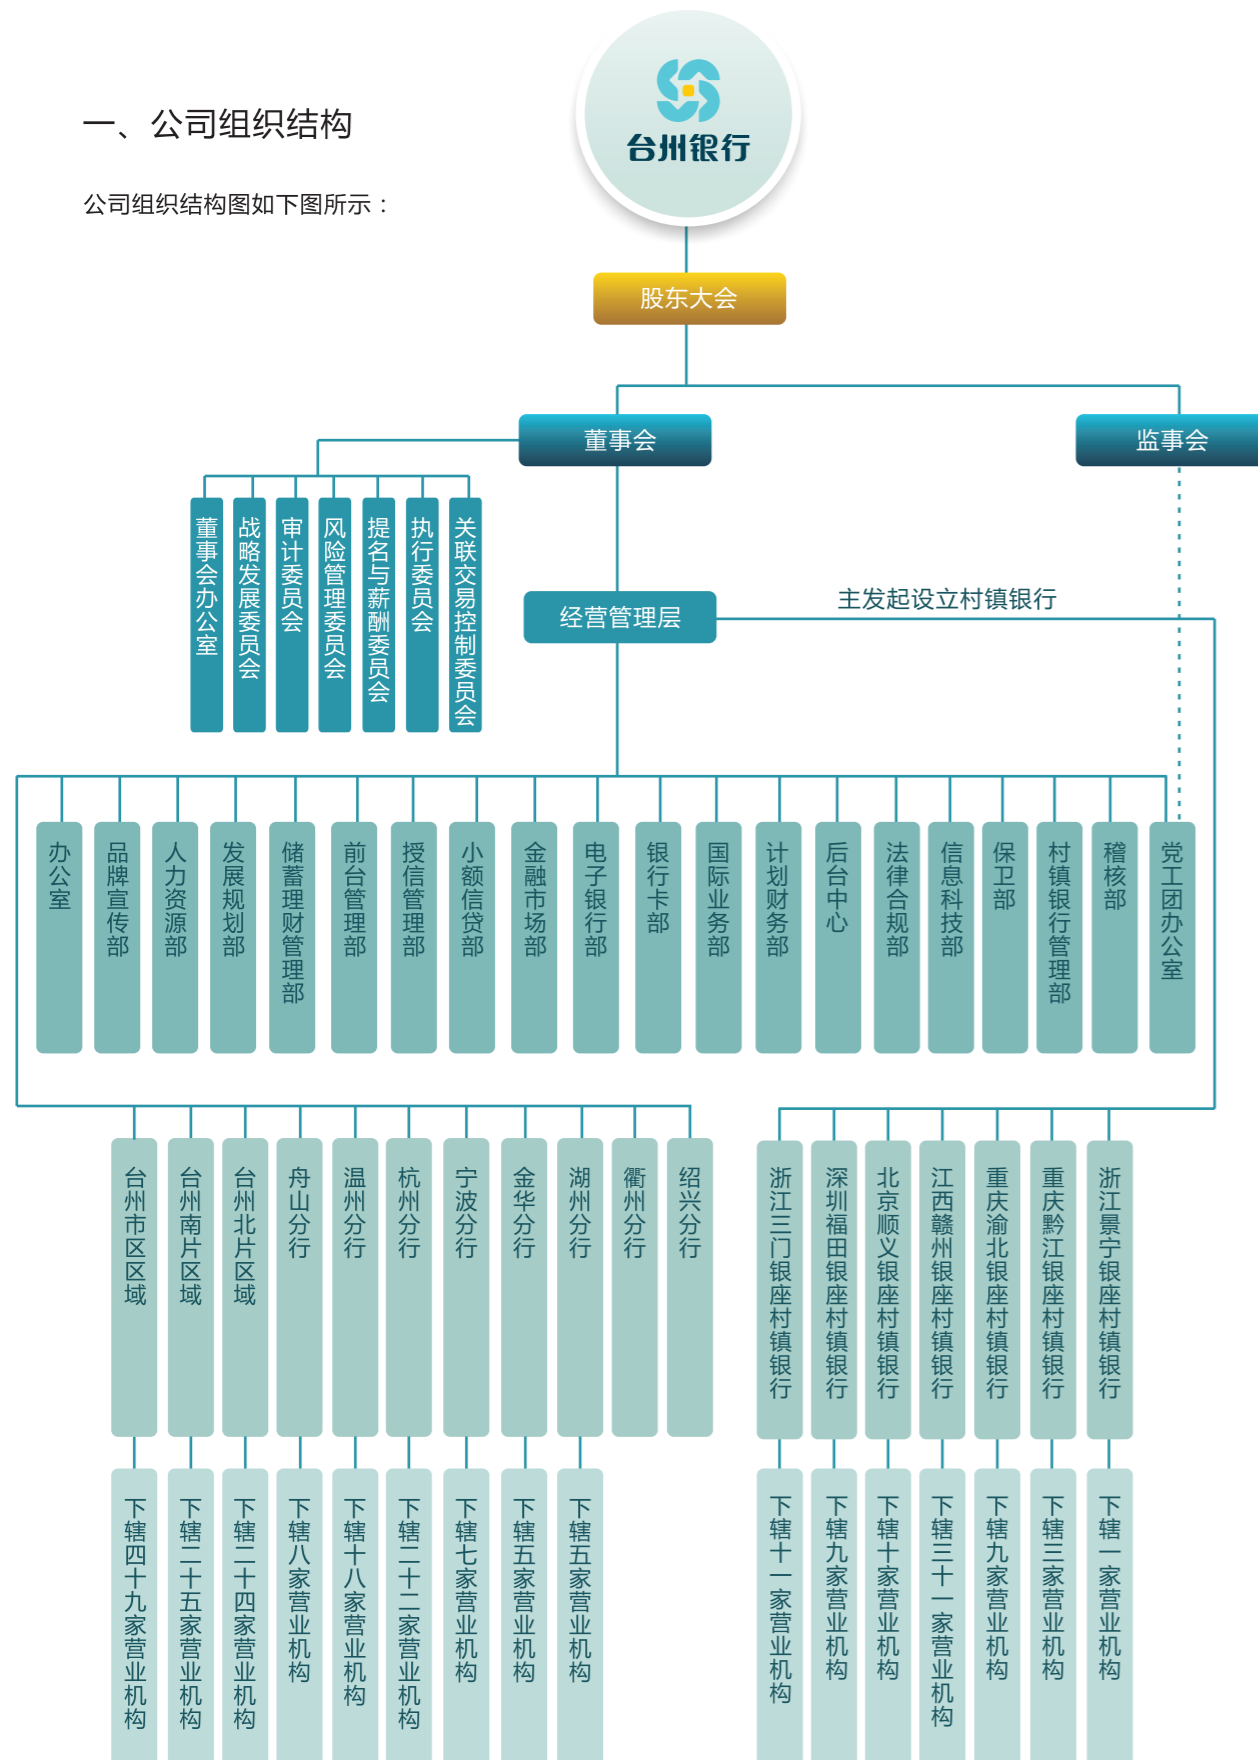 台州银行
一、公司组织结构
公司组织结构图如下图所示：
股东大会
董事会
监事会
董事会办公室
战略发展委员会
审计委员会
风险管理委员会
提名与薪酬委员会
执行委员会
关联交易控制委员会
经营管理层
主发起设立村镇银行
办公室
品牌宣传部
人力资源部
发展规划部
储蓄理财管理部
前台管理部
授信管理部
小额信贷部
金融市场部
电子银行部
银行卡部
国际业务部
计划财务部
后台中心
法律合规部
信息科技部
保卫部
村镇银行管理部
稽核部
党工团办公室
台州市区区域
台州南片区域
台州北片区域
舟山分行
温州分行
杭州分行
宁波分行
金华分行
湖州分行
衢州分行
绍兴分行
浙江三门银座村镇银行
深圳福田银座村镇银行
北京顺义银座村镇银行
江西赣州银座村镇银行
重庆渝北银座村镇银行
重庆黔江银座村镇银行
浙江景宁银座村镇银行
下辖四十九家营业机构
下辖二十五家营业机构
下辖二十四家营业机构
下辖八家营业机构
下辖十八家营业机构
下辖二十二家营业机构
下辖七家营业机构
下辖五家营业机构
下辖五家营业机构
下辖十一家营业机构
下辖九家营业机构
下辖十家营业机构
下辖三十一家营业机构
下辖九家营业机构
下辖三家营业机构
下辖一家营业机构